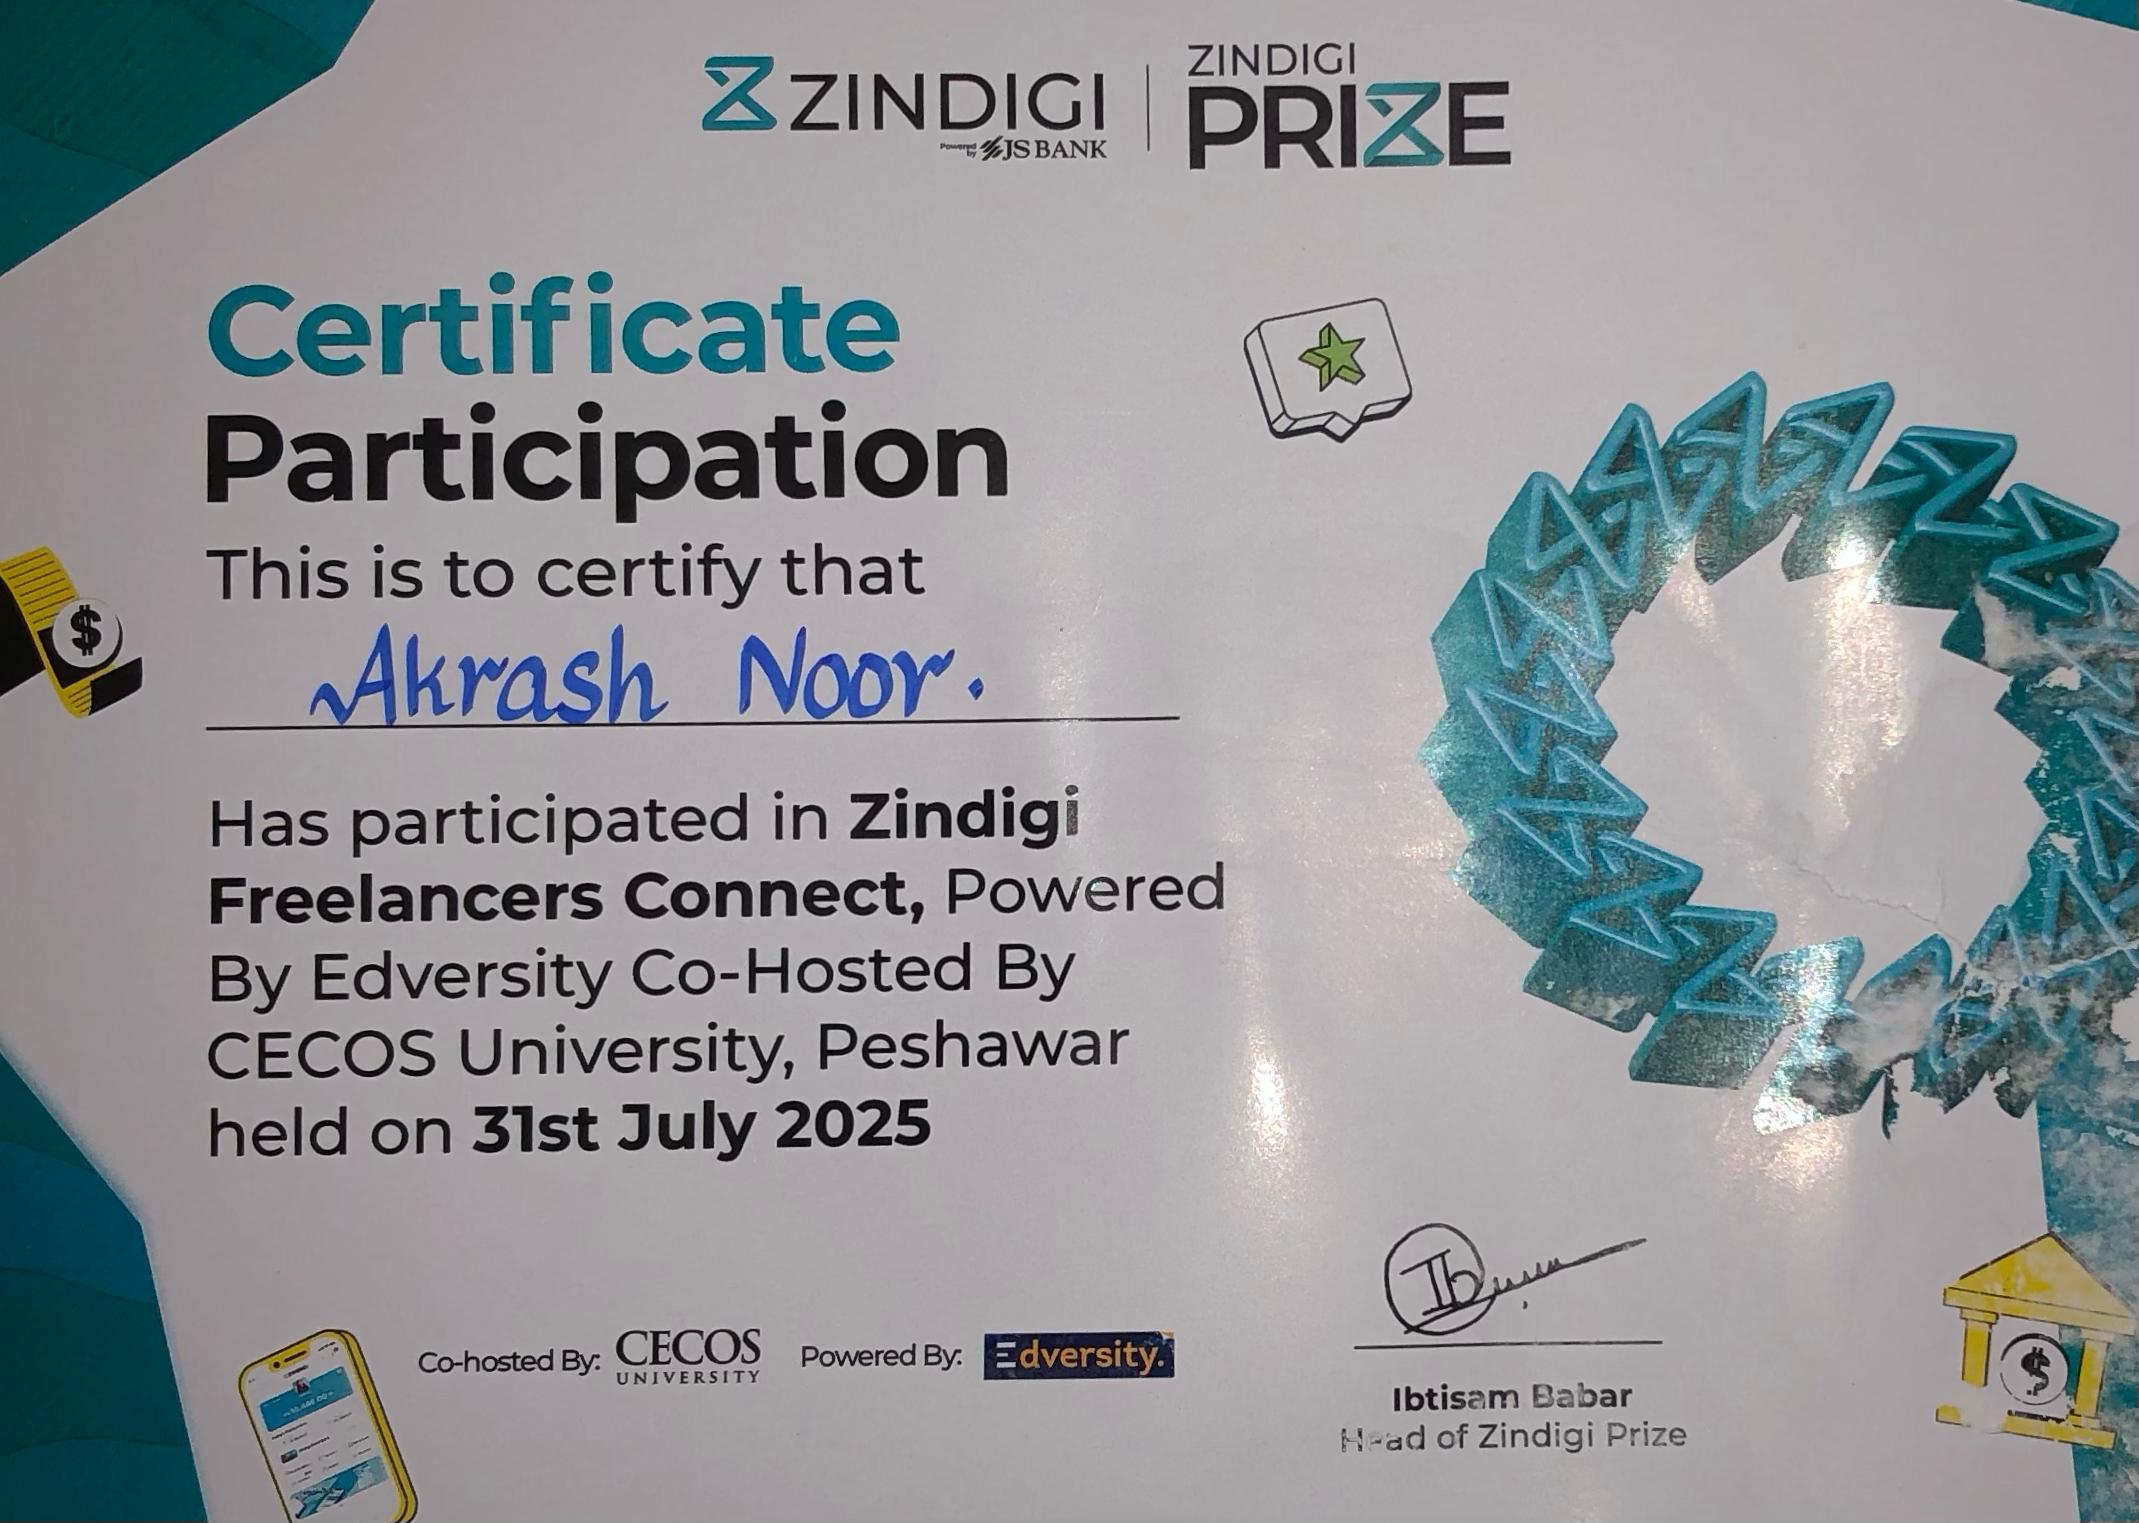 ZINDIGI
Powered by JS BANK
ZINDIGI
PRIZE
Certificate
Participation
This is to certify that
Akrash Noor.
Has participated in Zindigi
Freelancers Connect, Powered
By Edversity Co-Hosted By
CECOS University, Peshawar
held on 31st July 2025
Co-hosted By: CECOS
UNIVERSITY
Powered By: Edversity.
Ibtisam Babar
Head of Zindigi Prize